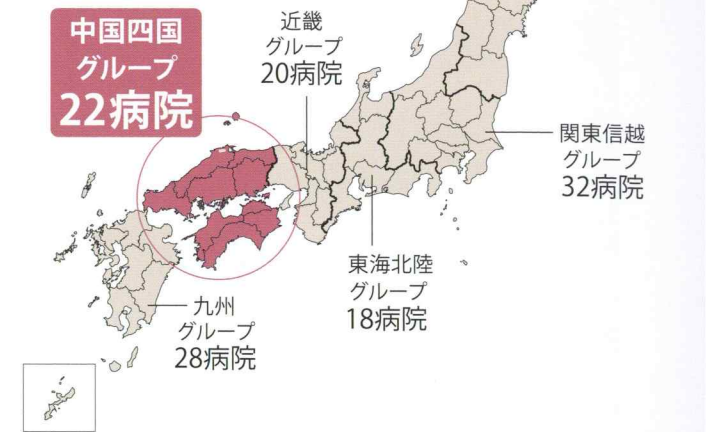 中国四国
グループ
22病院
近畿
グループ
20病院
関東信越
グループ
32病院
東海北陸
グループ
18病院
九州
グループ
28病院